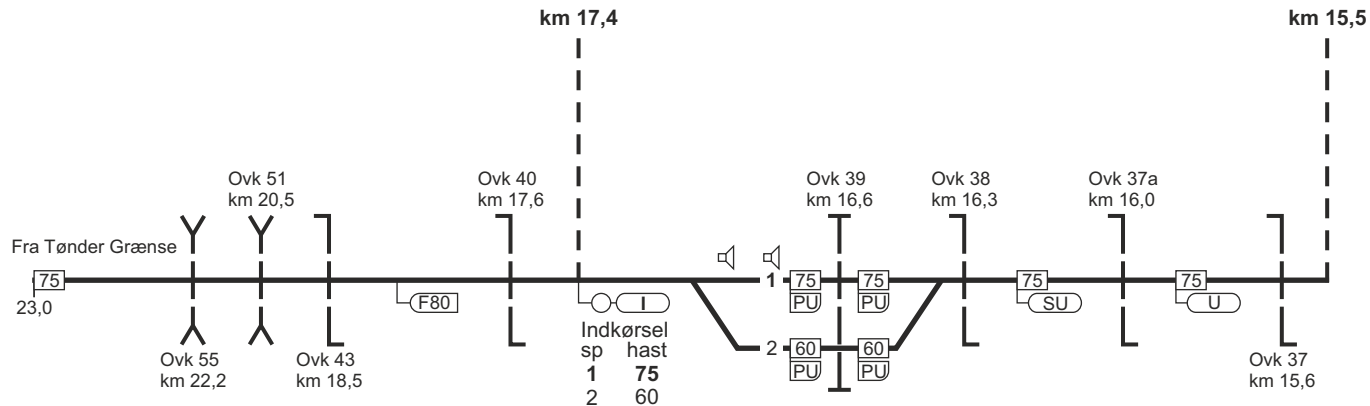 km 17,4
km 15,5
Ovk 51
km 20,5
Ovk 40
km 17,6
Ovk 39
km 16,6
Ovk 38
km 16,3
Ovk 37a
km 16,0
Fra Tønder Grænse
75
23,0
F80
I
1
75
75
75
75
PU
PU
SU
U
Indkørsel
sp hast
1 75
2 60
2
60
60
PU
PU
Ovk 55
km 22,2
Ovk 43
km 18,5
Ovk 37
km 15,6